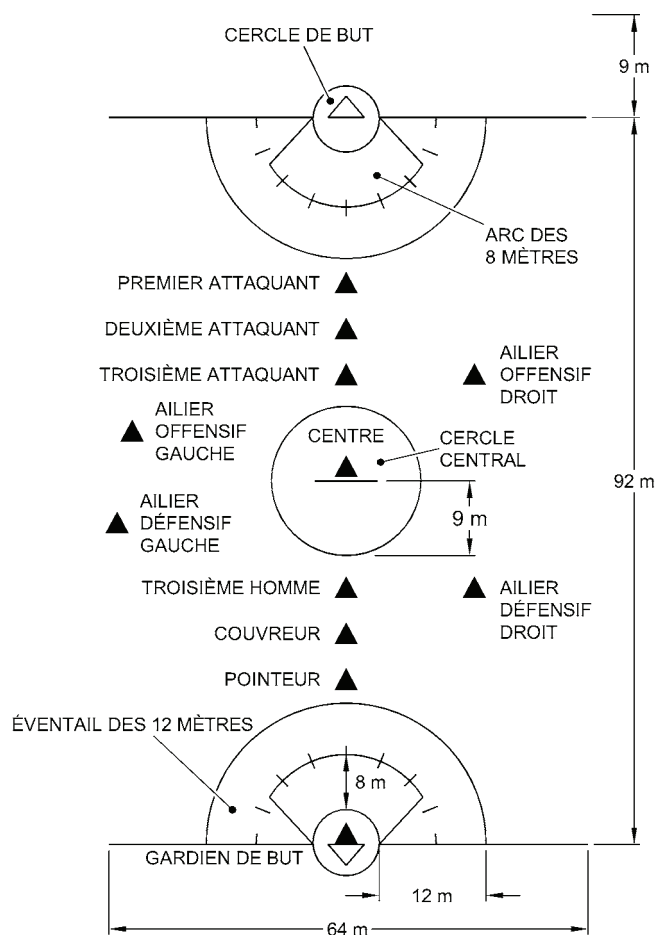 CERCLE DE BUT
9 m
ARC DES
8 MÈTRES
PREMIER ATTAQUANT
DEUXIÈME ATTAQUANT
TROISIÈME ATTAQUANT
AILIER
OFFENSIF
DROIT
AILIER
OFFENSIF
GAUCHE
CENTRE
CERCLE
CENTRAL
92 m
9 m
AILIER
DÉFENSIF
GAUCHE
TROISIÈME HOMME
AILIER
DÉFENSIF
DROIT
COUVREUR
POINTEUR
ÉVENTAIL DES 12 MÈTRES
8 m
GARDIEN DE BUT
12 m
64 m